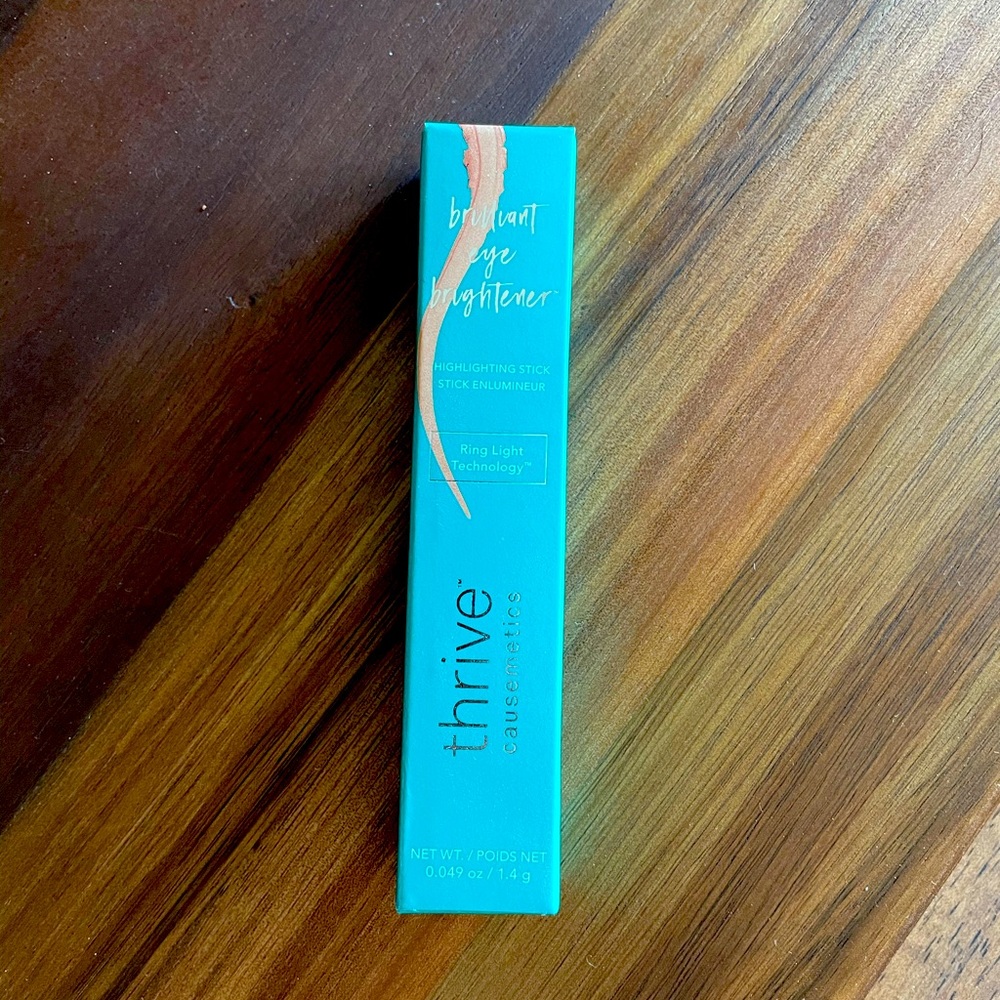 brilliant
eye
brightener™
HIGHLIGHTING STICK
STICK ENLUMINEUR
Ring Light
Technology™
thrive™
causemetics
NET WT. / POIDS NET
0.049 oz / 1.4 g